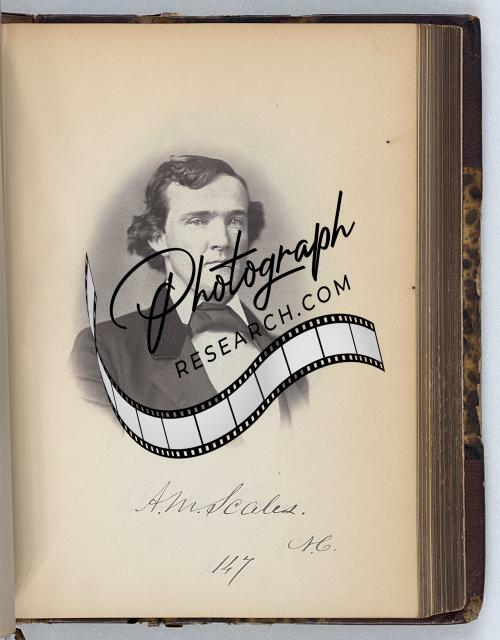 Photograph
RESEARCH.COM
A.M. Scales.
N.C.
147